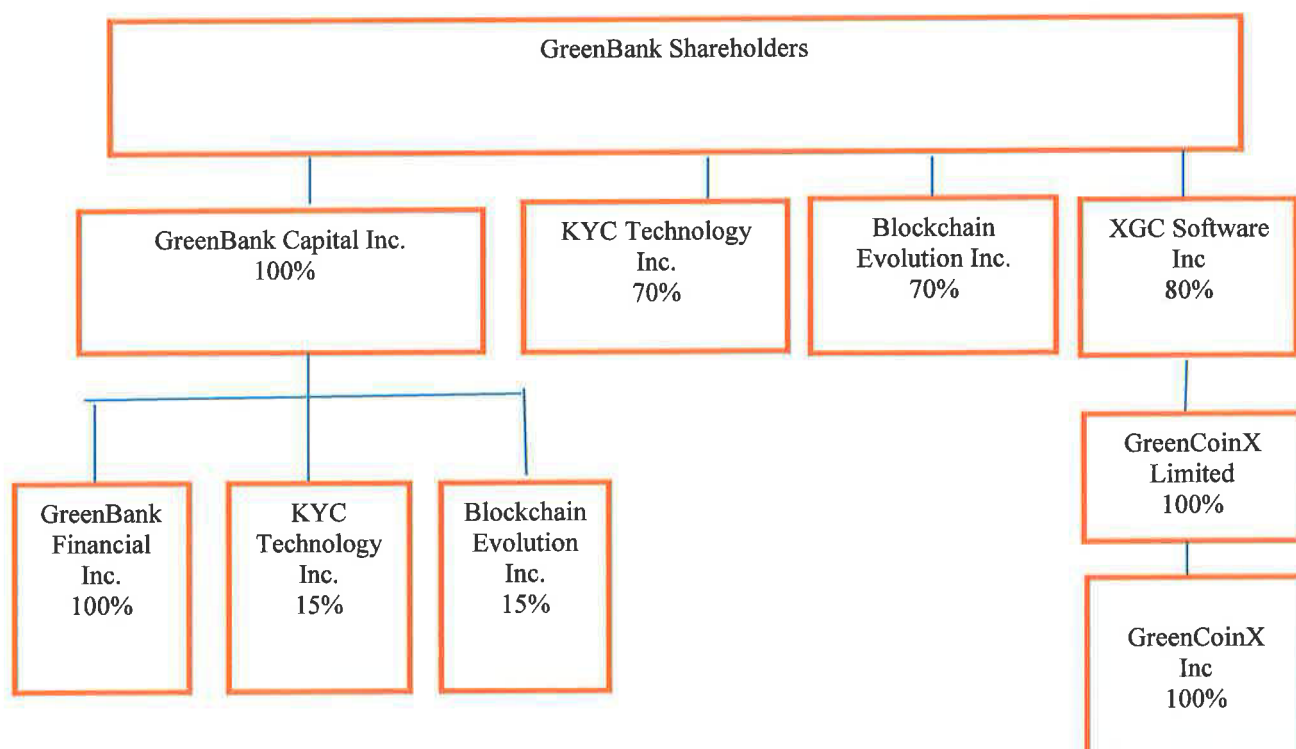 GreenBank Shareholders
GreenBank Capital Inc.
100%
KYC Technology
Inc.
70%
Blockchain
Evolution Inc.
70%
XGC Software
Inc
80%
GreenCoinX
Limited
100%
GreenBank
Financial
Inc.
100%
KYC
Technology
Inc.
15%
Blockchain
Evolution
Inc.
15%
GreenCoinX
Inc
100%